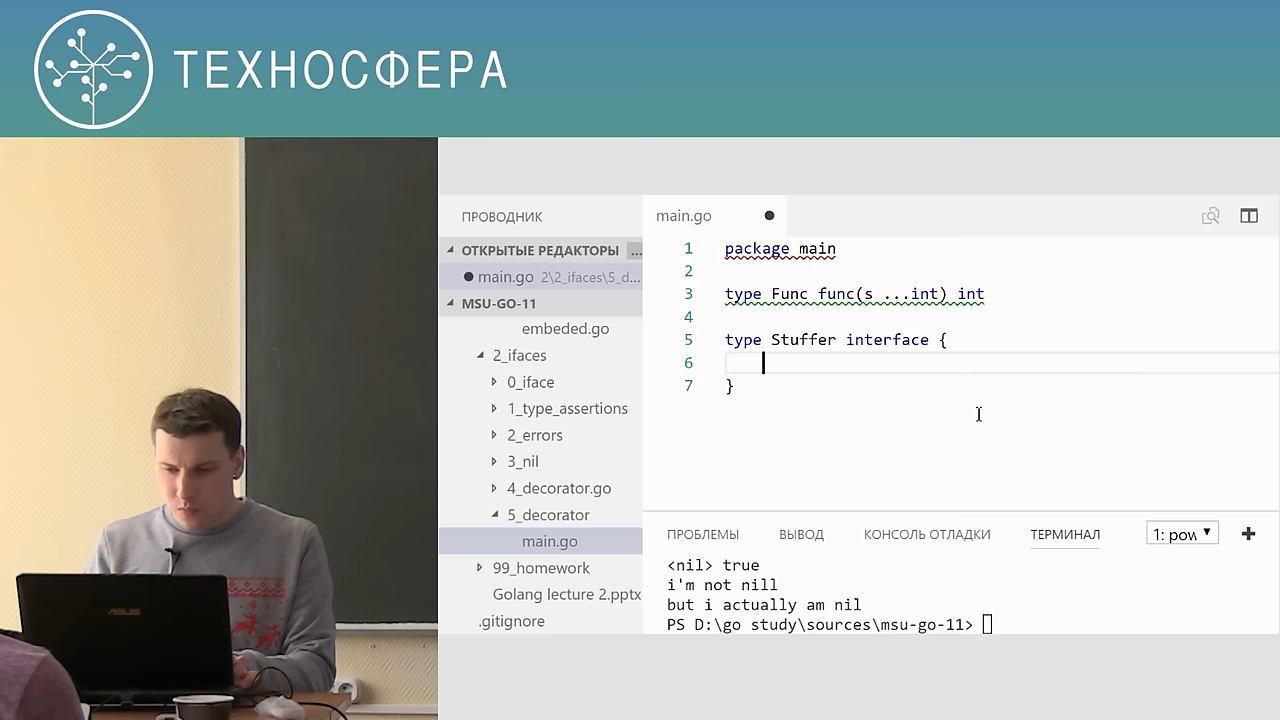 ТЕХНОСФЕРА
ПРОВОДНИК
ОТКРЫТЫЕ РЕДАКТОРЫ ...
main.go 2\2_ifaces\5_d...
MSU-GO-11
embeded.go
2_ifaces
0_iface
1_type_assertions
2_errors
3_nil
4_decorator.go
5_decorator
main.go
99_homework
Golang lecture 2.pptx
.gitignore
main.go
1 package main
2
3 type Func func(s ...int) int
4
5 type Stuffer interface {
6
7 }
ПРОБЛЕМЫ ВЫВОД КОНСОЛЬ ОТЛАДКИ ТЕРМИНАЛ 1: pow
<nil> true
i'm not nill
but i actually am nil
PS D:\go study\sources\msu-go-11>
ASUS